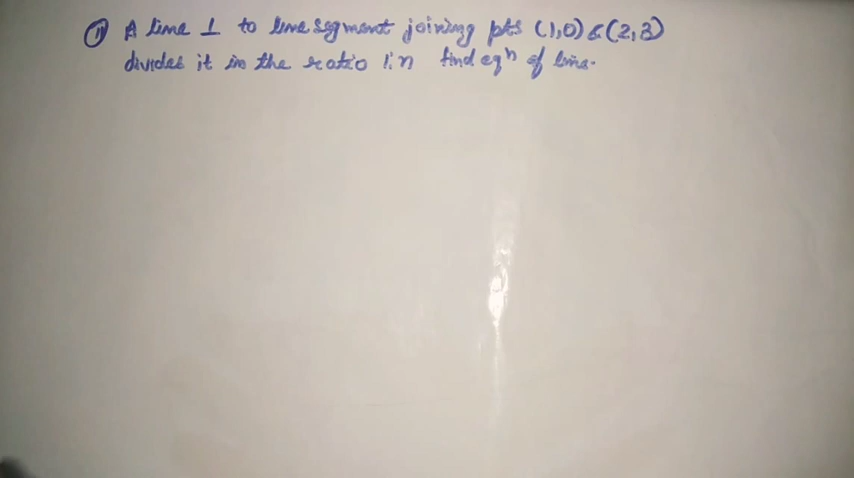 ① A line ⊥ to line segment joining pts (1,0) & (2,3)
divides it in the ratio 1:n find eqⁿ of line.